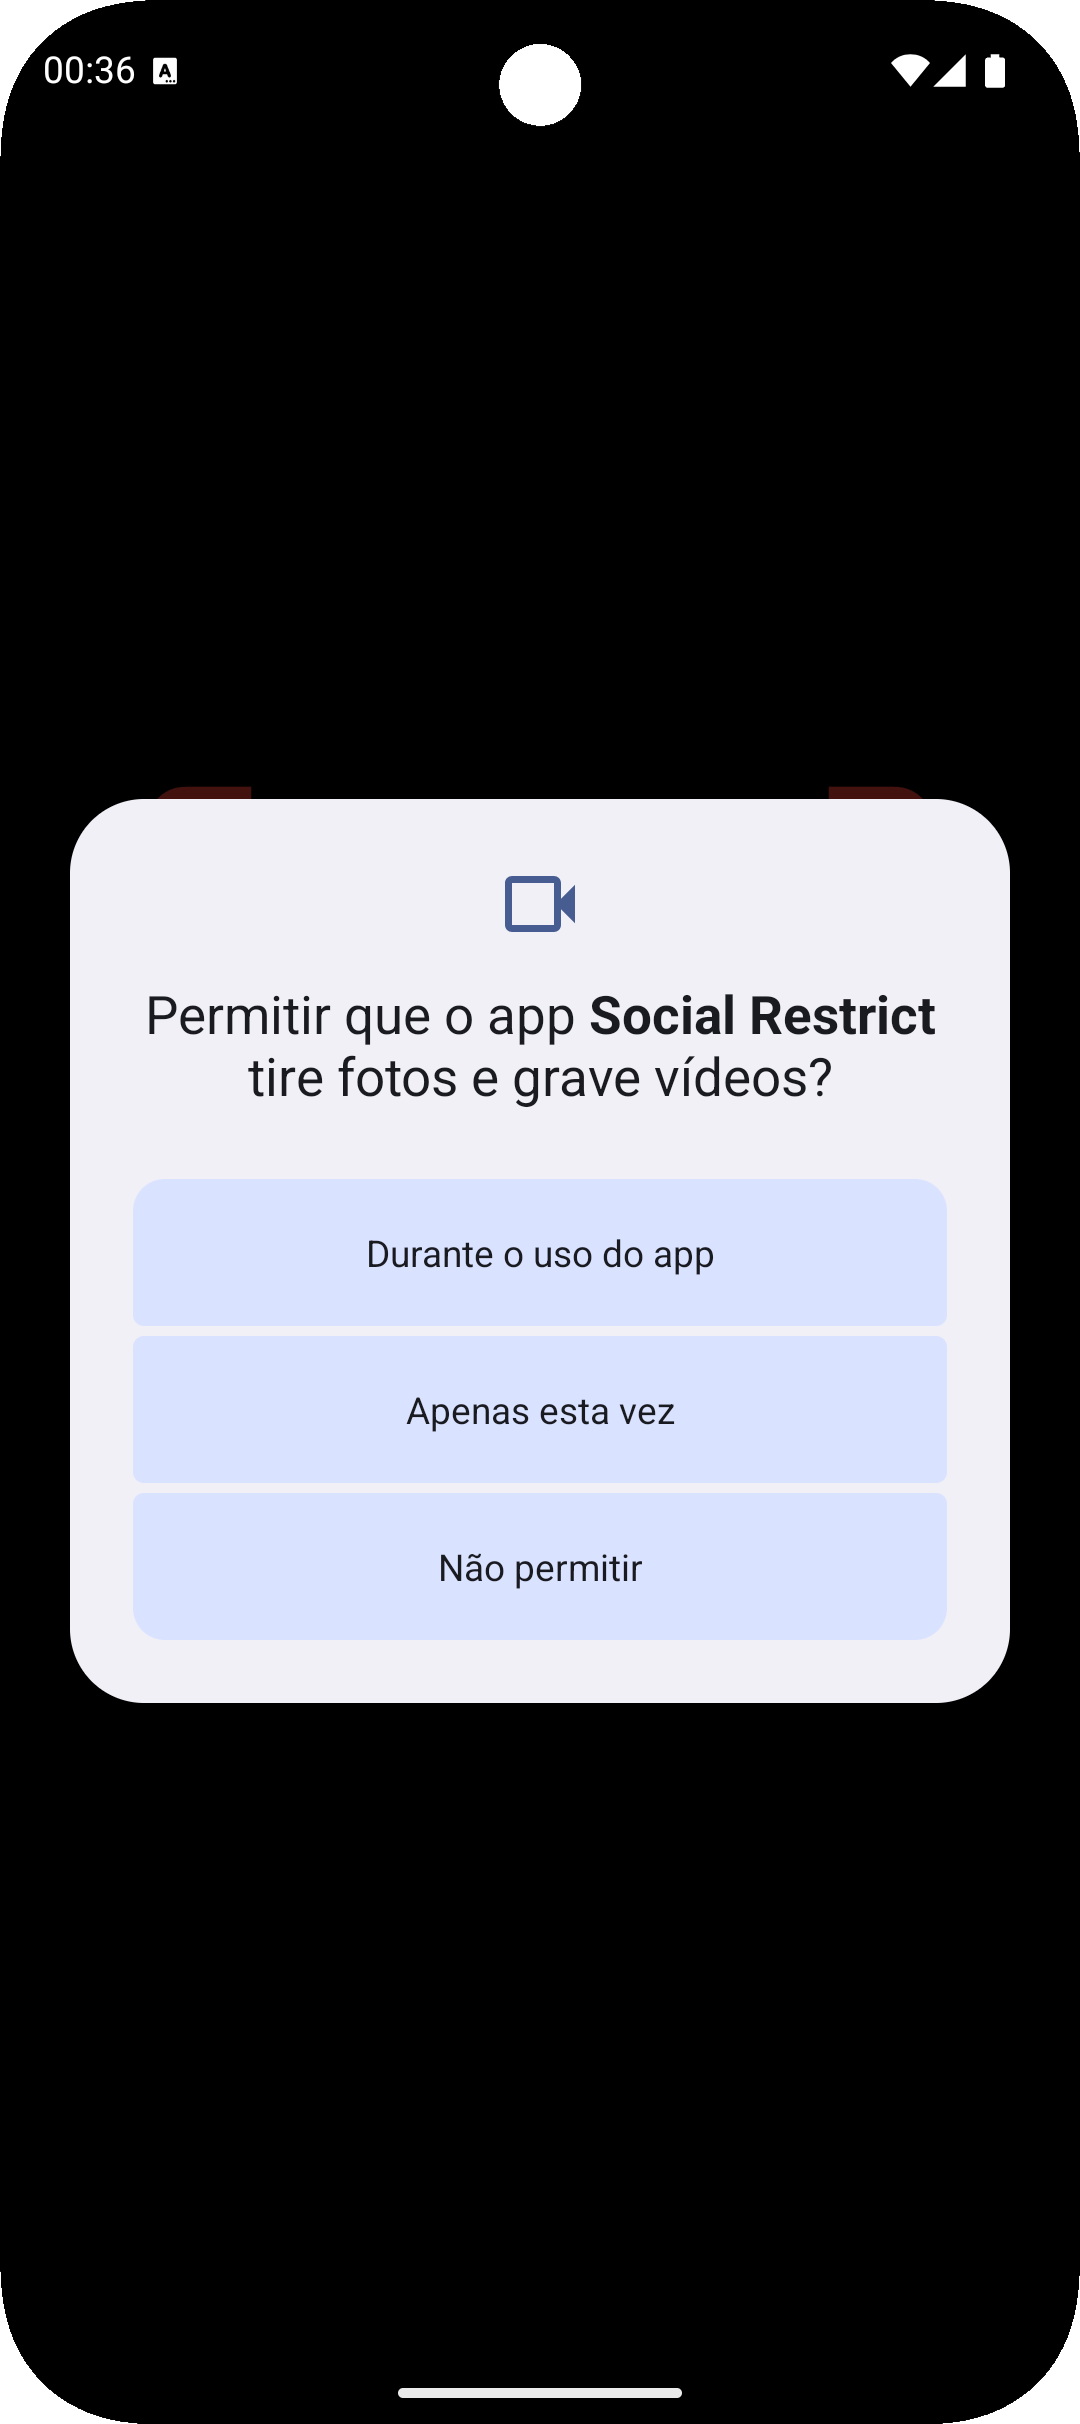 00:36
Permitir que o app Social Restrict
tire fotos e grave vídeos?
Durante o uso do app
Apenas esta vez
Não permitir